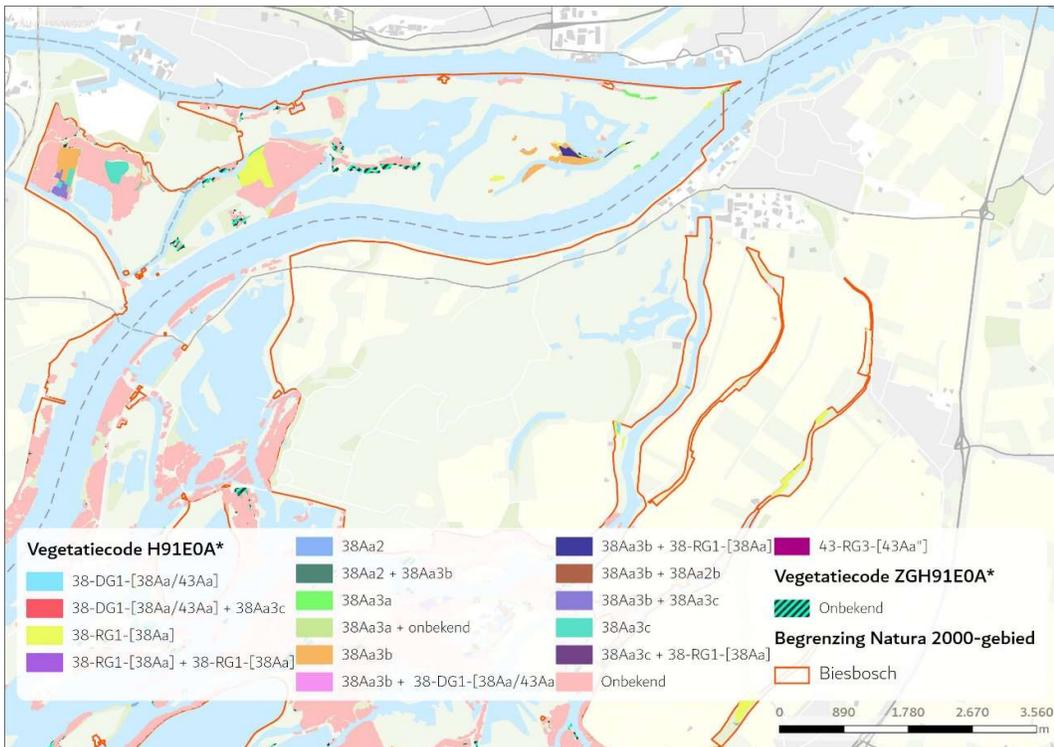 Vegetatiecode H91E0A*
38-DG1-[38Aa/43Aa]
38-DG1-[38Aa/43Aa] + 38Aa3c
38-RG1-[38Aa]
38-RG1-[38Aa] + 38-RG1-[38Aa]
38Aa2
38Aa2 + 38Aa3b
38Aa3a
38Aa3a + onbekend
38Aa3b
38Aa3b + 38-DG1-[38Aa/43Aa
38Aa3b + 38-RG1-[38Aa]
38Aa3b + 38Aa2b
38Aa3b + 38Aa3c
38Aa3c
38Aa3c + 38-RG1-[38Aa]
Onbekend
43-RG3-[43Aa"]
Vegetatiecode ZGH91E0A*
Onbekend
Begrenzing Natura 2000-gebied
Biesbosch
0 890 1.780 2.670 3.560
m